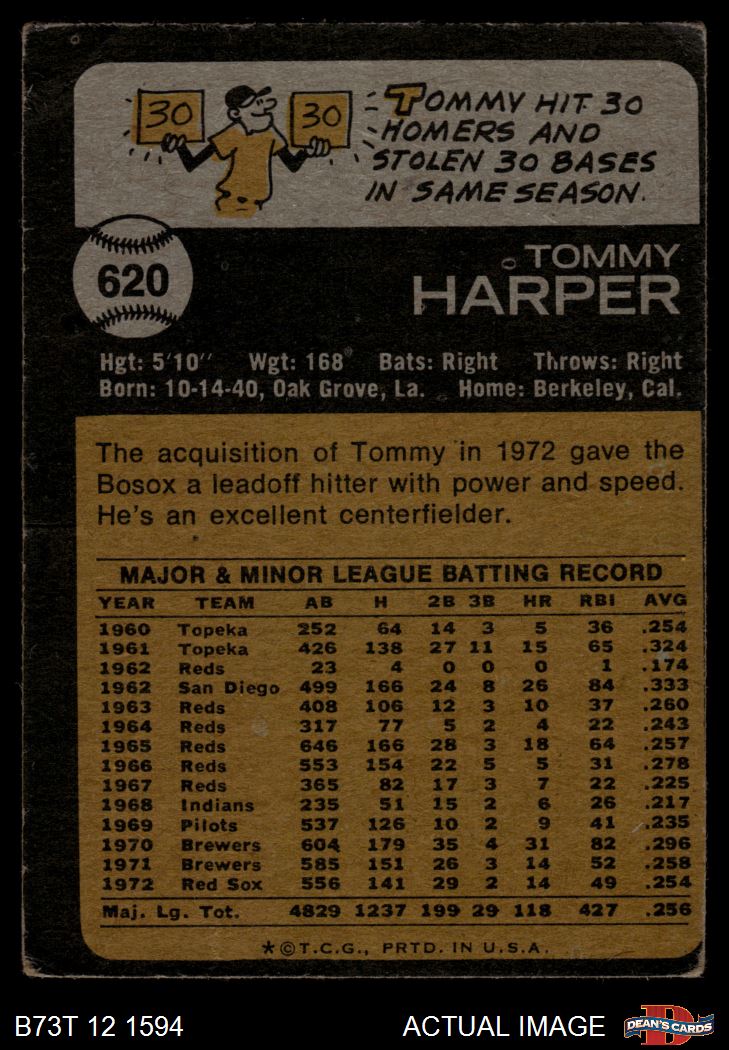 30
30
TOMMY HIT 30
HOMERS AND
STOLEN 30 BASES
IN SAME SEASON.
620
TOMMY
HARPER
Hgt: 5'10" Wgt: 168 Bats: Right Throws: Right
Born: 10-14-40, Oak Grove, La. Home: Berkeley, Cal.
The acquisition of Tommy in 1972 gave the
Bosox a leadoff hitter with power and speed.
He's an excellent centerfielder.
MAJOR & MINOR LEAGUE BATTING RECORD
YEAR TEAM AB H 2B 3B HR RBI AVG
1960 Topeka 252 64 14 3 5 36 .254
1961 Topeka 426 138 27 11 15 65 .324
1962 Reds 23 4 0 0 0 1 .174
1962 San Diego 499 166 24 8 26 84 .333
1963 Reds 408 106 12 3 10 37 .260
1964 Reds 317 77 5 2 4 22 .243
1965 Reds 646 166 28 3 18 64 .257
1966 Reds 553 154 22 5 5 31 .278
1967 Reds 365 82 17 3 7 22 .225
1968 Indians 235 51 15 2 6 26 .217
1969 Pilots 537 126 10 2 9 41 .235
1970 Brewers 604 179 35 4 31 82 .296
1971 Brewers 585 151 26 3 14 52 .258
1972 Red Sox 556 141 29 2 14 49 .254
Maj. Lg. Tot. 4829 1237 199 29 118 427 .256
*©T.C.G., PRTD. IN U.S.A.
B73T 12 1594 ACTUAL IMAGE DEAN'S CARDS